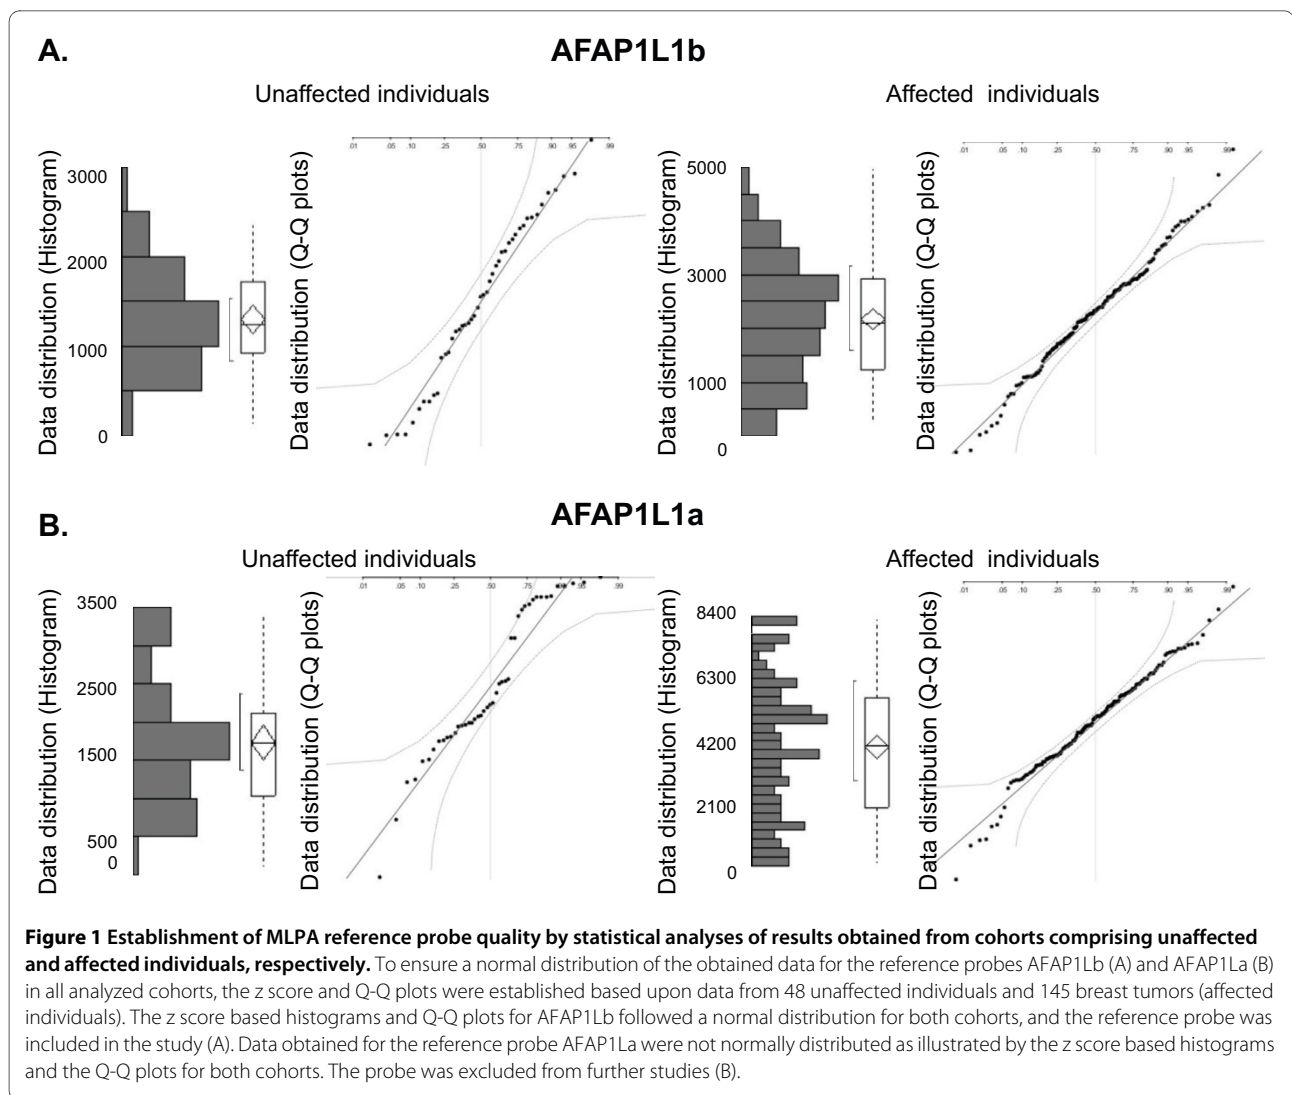 A.
AFAP1L1b
Unaffected individuals
Affected individuals
Data distribution (Histogram)
3000
2000
1000
0
Data distribution (Q-Q plots)
.01 .05 .10 .25 .50 .75 .90 .95 .99
Data distribution (Histogram)
5000
3000
1000
0
Data distribution (Q-Q plots)
.01 .05 .10 .25 .50 .75 .90 .95 .99
B.
AFAP1L1a
Unaffected individuals
Affected individuals
Data distribution (Histogram)
3500
2500
1500
500
0
Data distribution (Q-Q plots)
.01 .05 .10 .25 .50 .75 .90 .95 .99
Data distribution (Histogram)
8400
6300
4200
2100
0
Data distribution (Q-Q plots)
.01 .05 .10 .25 .50 .75 .90 .95 .99
Figure 1 Establishment of MLPA reference probe quality by statistical analyses of results obtained from cohorts comprising unaffected
and affected individuals, respectively. To ensure a normal distribution of the obtained data for the reference probes AFAP1Lb (A) and AFAP1La (B)
in all analyzed cohorts, the z score and Q-Q plots were established based upon data from 48 unaffected individuals and 145 breast tumors (affected
individuals). The z score based histograms and Q-Q plots for AFAP1Lb followed a normal distribution for both cohorts, and the reference probe was
included in the study (A). Data obtained for the reference probe AFAP1La were not normally distributed as illustrated by the z score based histograms
and the Q-Q plots for both cohorts. The probe was excluded from further studies (B).